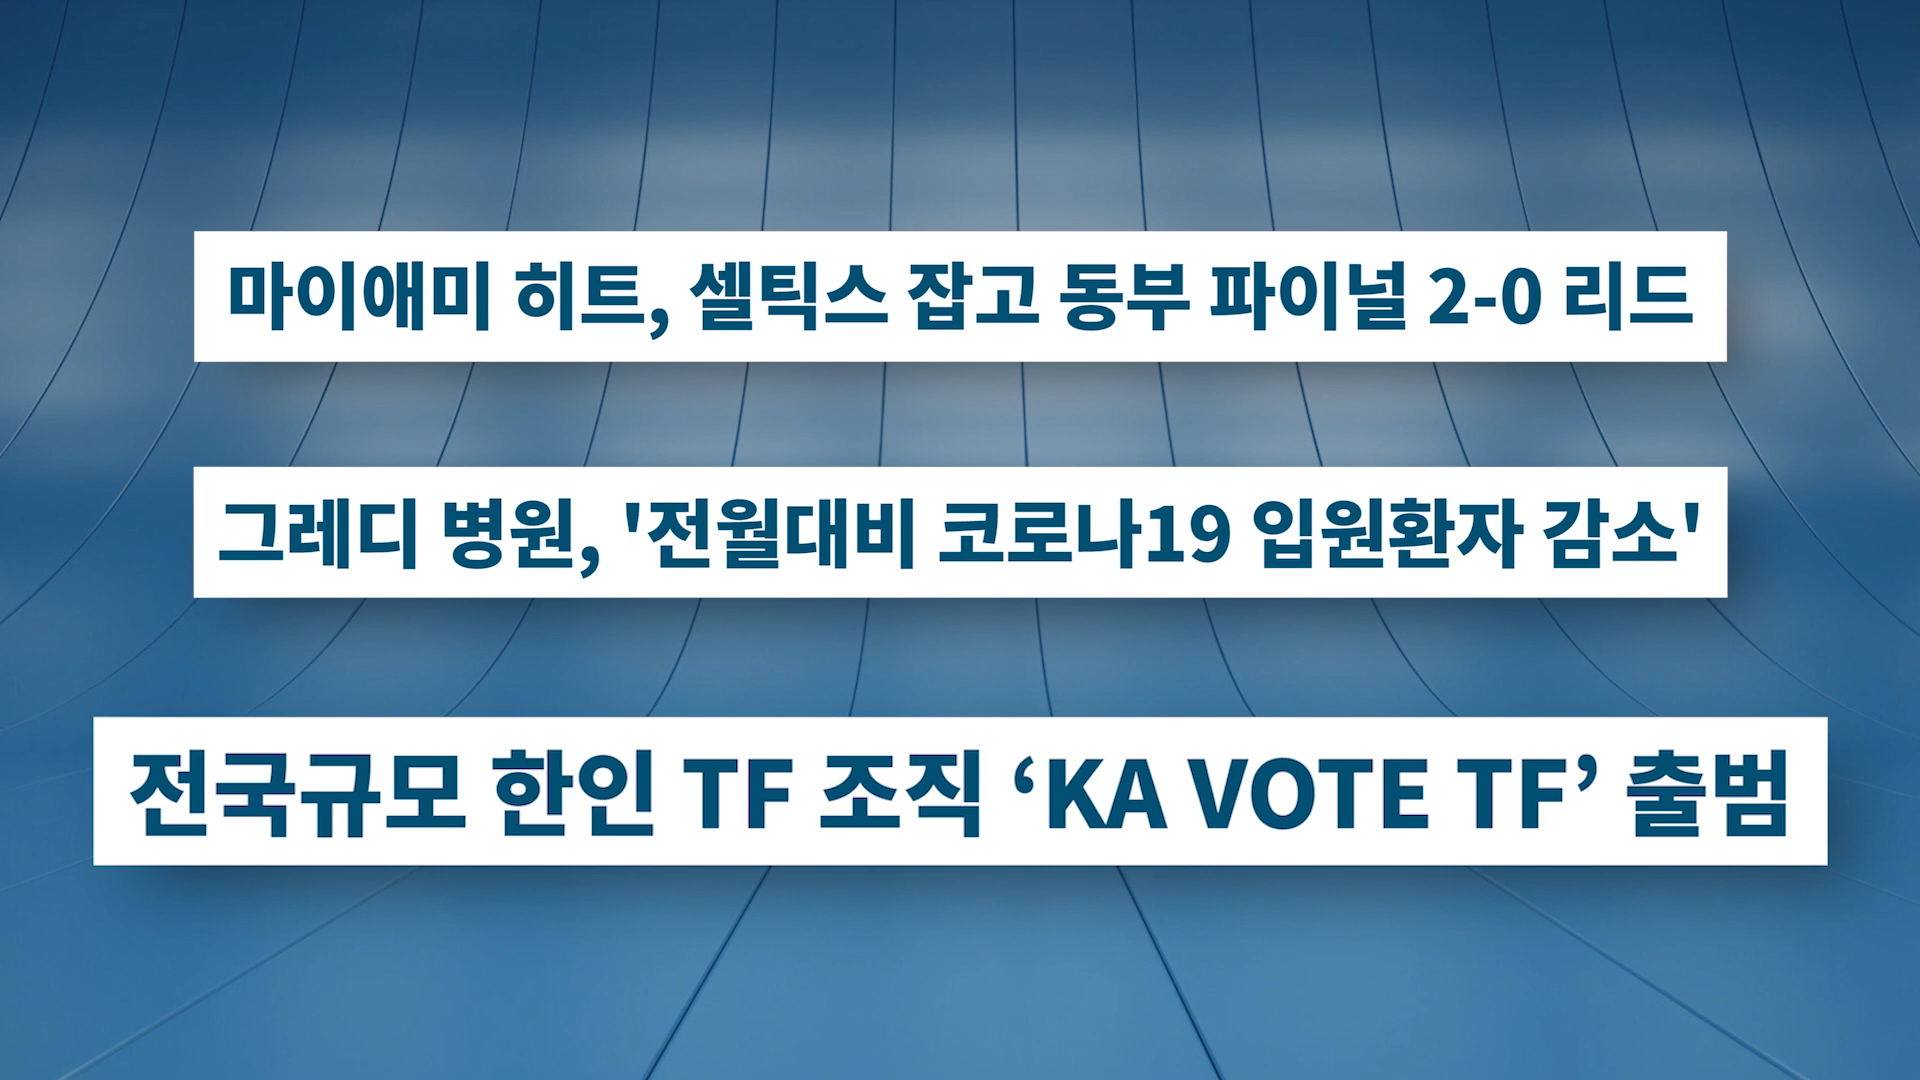 마이애미 히트, 셀틱스 잡고 동부 파이널 2-0 리드
그레디 병원, '전월대비 코로나19 입원환자 감소'
전국규모 한인 TF 조직 ‘KA VOTE TF’ 출범